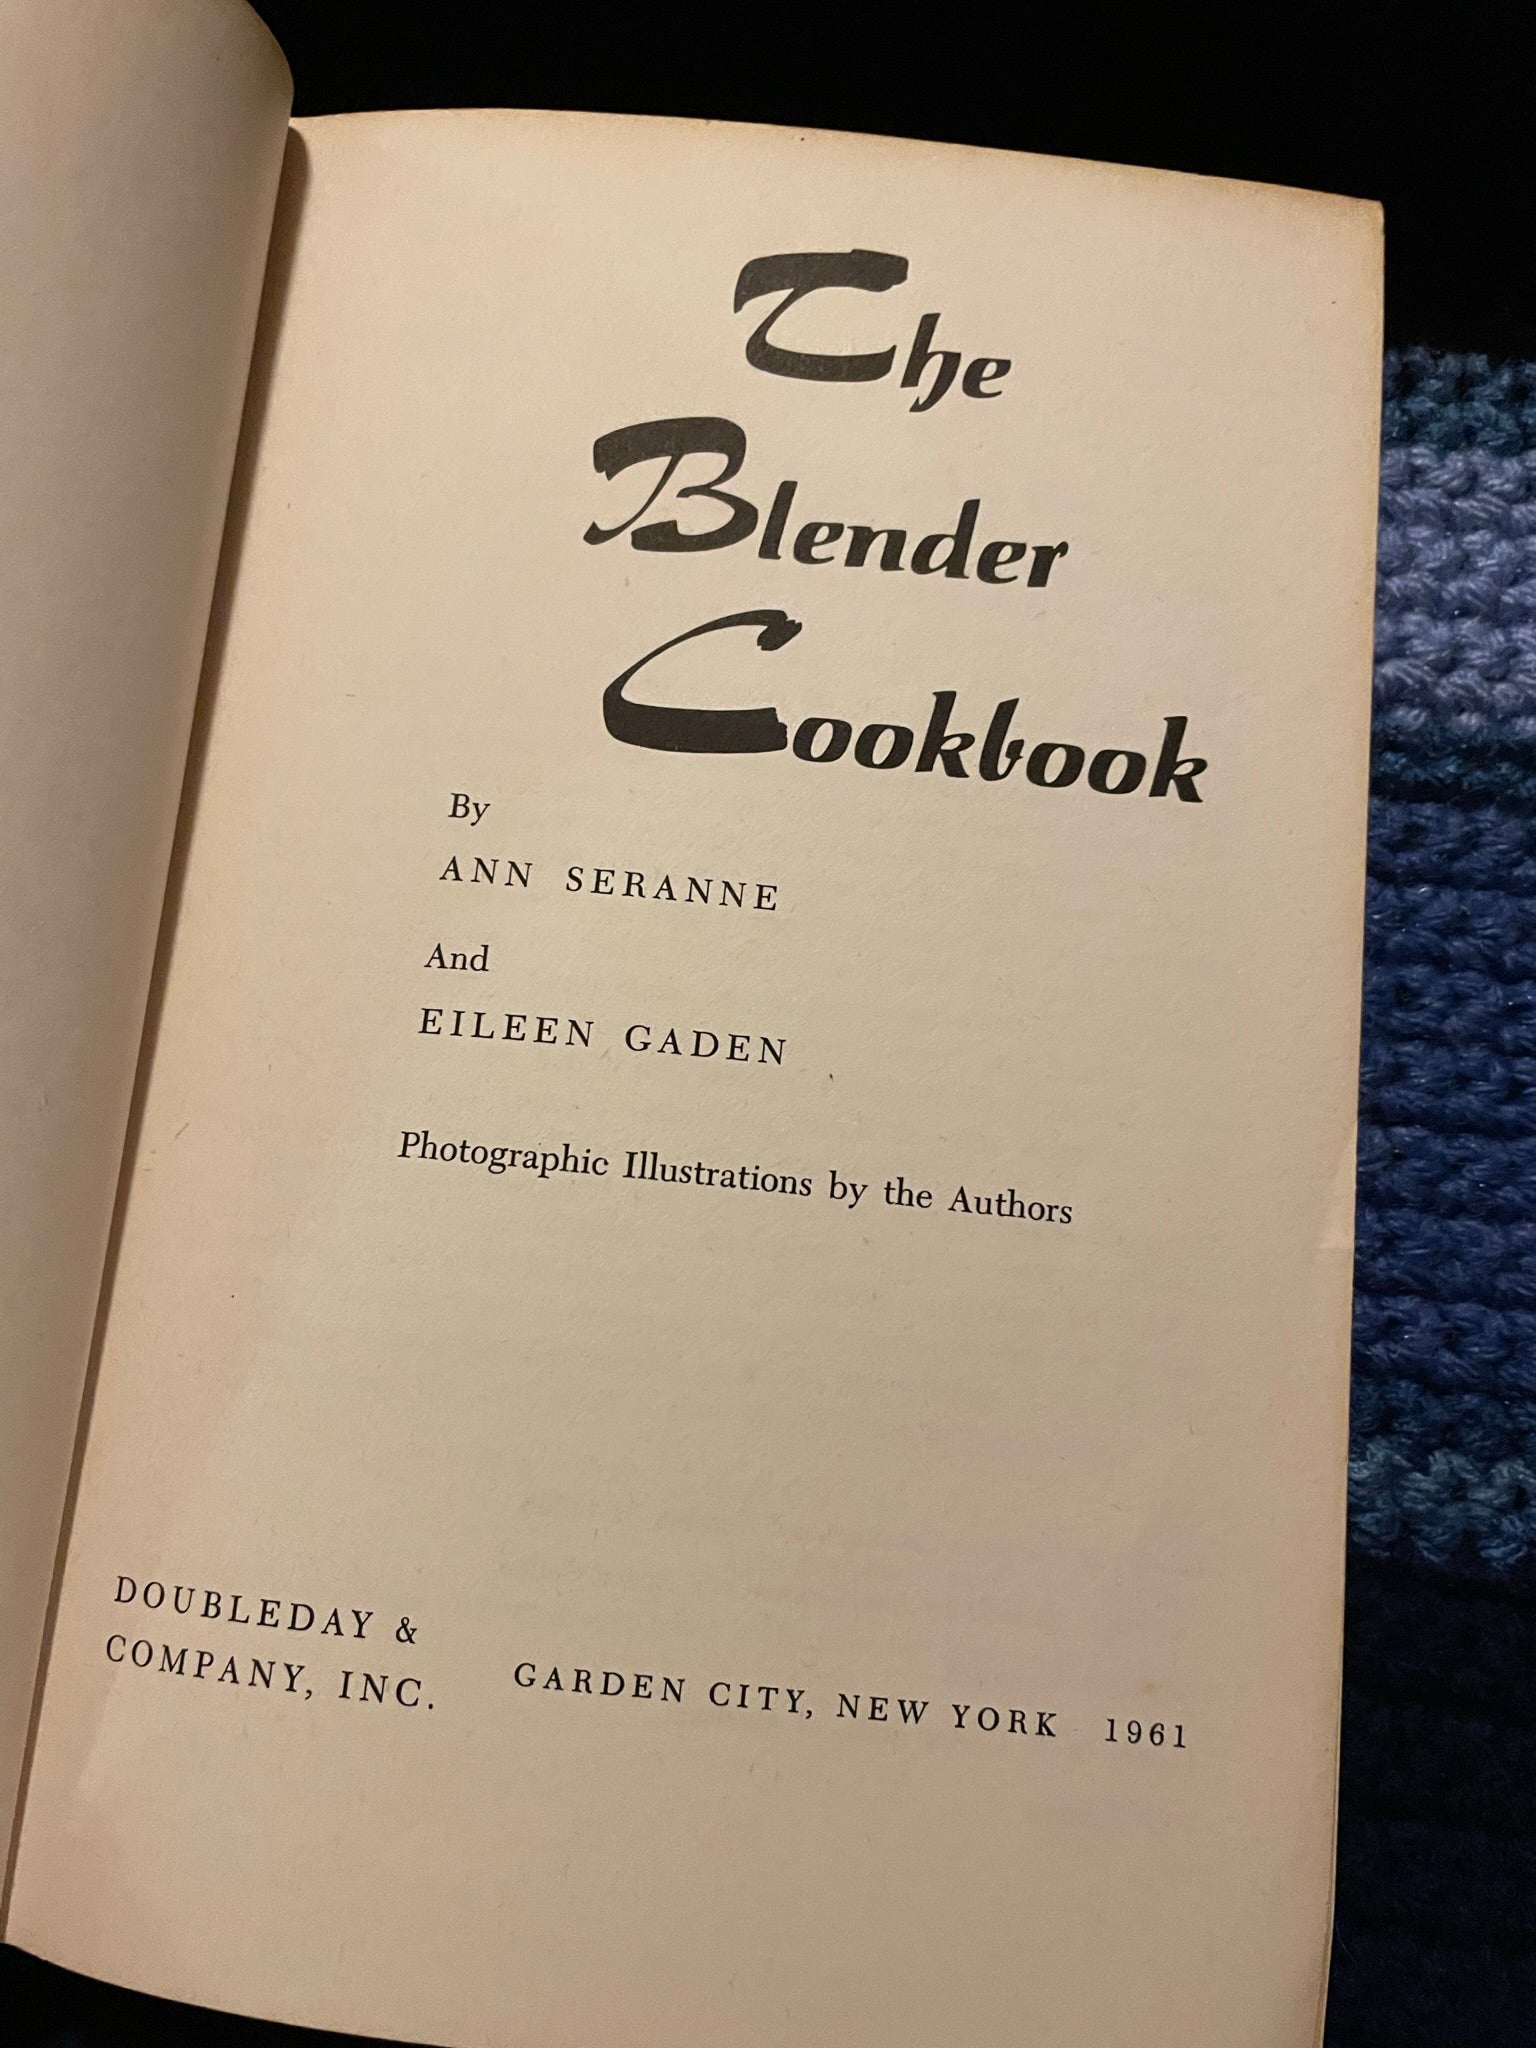 The
Blender
Cookbook
By
ANN SERANNE
And
EILEEN GADEN
Photographic Illustrations by the Authors
DOUBLEDAY &
COMPANY, INC.
GARDEN CITY, NEW YORK 1961